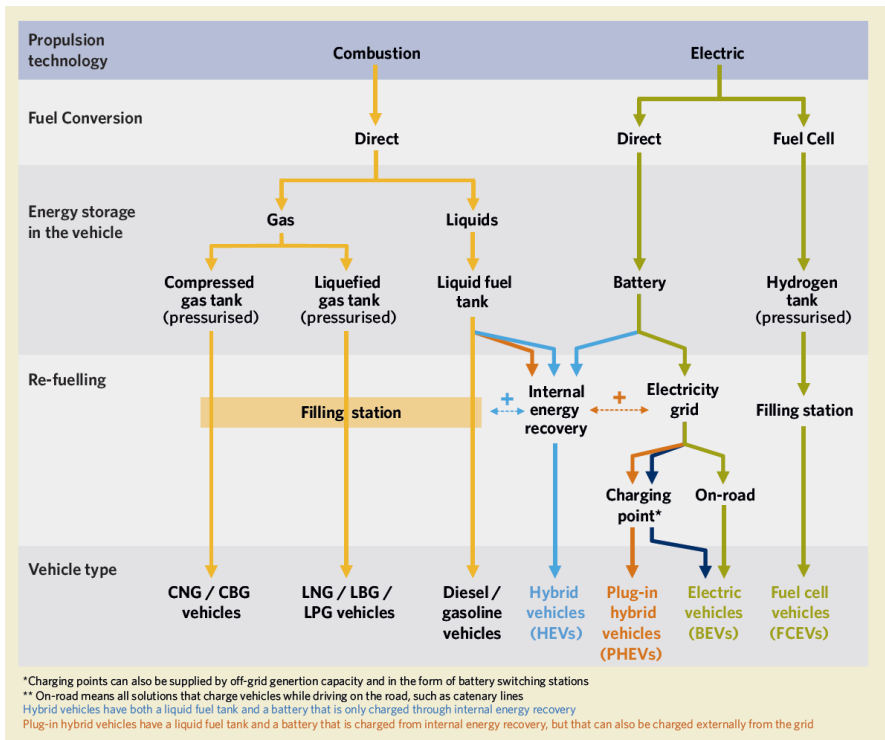 Propulsion
technology
Combustion
Electric
Fuel Conversion
Direct
Direct
Fuel Cell
Energy storage
in the vehicle
Gas
Liquids
Compressed
gas tank
(pressurised)
Liquefied
gas tank
(pressurised)
Liquid fuel
tank
Battery
Hydrogen
tank
(pressurised)
Re-fuelling
Filling station
+
Internal
energy
recovery
+
Electricity
grid
Filling station
Charging
point*
On-road
Vehicle type
CNG / CBG
vehicles
LNG / LBG /
LPG vehicles
Diesel /
gasoline
vehicles
Hybrid
vehicles
(HEVs)
Plug-in
hybrid
vehicles
(PHEVs)
Electric
vehicles
(BEVs)
Fuel cell
vehicles
(FCEVs)
*Charging points can also be supplied by off-grid genertion capacity and in the form of battery switching stations
** On-road means all solutions that charge vehicles while driving on the road, such as catenary lines
Hybrid vehicles have both a liquid fuel tank and a battery that is only charged through internal energy recovery
Plug-in hybrid vehicles have a liquid fuel tank and a battery that is charged from internal energy recovery, but that can also be charged externally from the grid